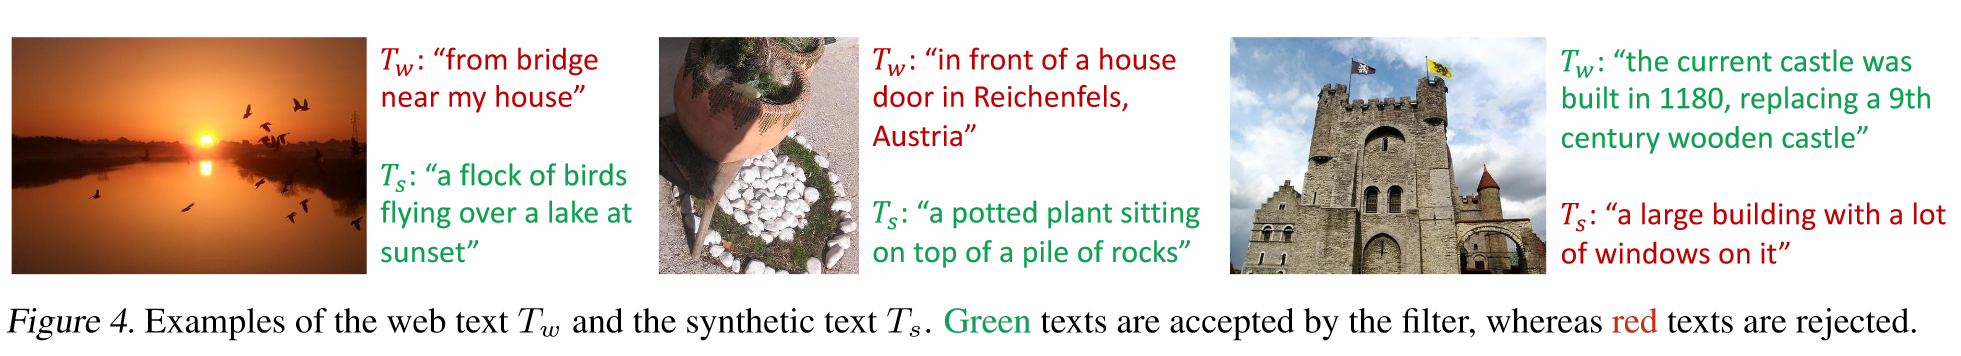 T_w: “from bridge
near my house”
T_s: “a flock of birds
flying over a lake at
sunset”
T_w: “in front of a house
door in Reichenfels,
Austria”
T_s: “a potted plant sitting
on top of a pile of rocks”
T_w: “the current castle was
built in 1180, replacing a 9th
century wooden castle”
T_s: “a large building with a lot
of windows on it”
Figure 4. Examples of the web text T_w and the synthetic text T_s. Green texts are accepted by the filter, whereas red texts are rejected.